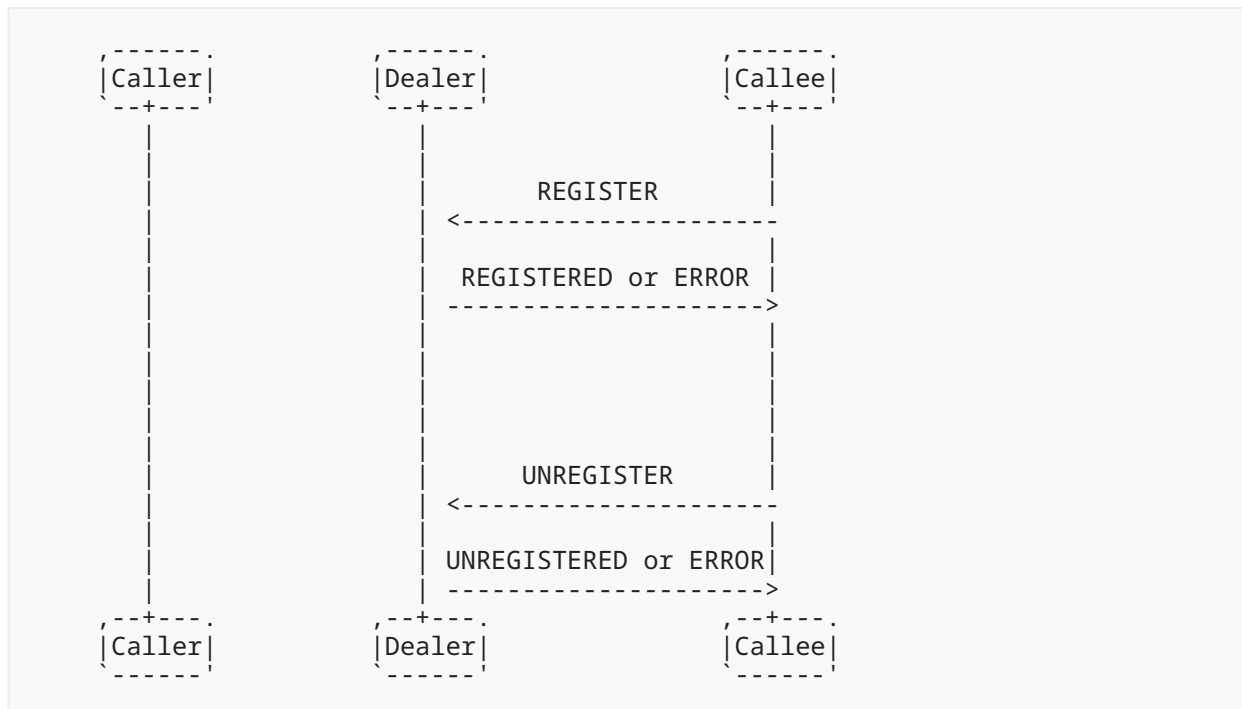 Caller Dealer Callee
REGISTER
REGISTERED or ERROR
UNREGISTER
UNREGISTERED or ERROR
Caller Dealer Callee